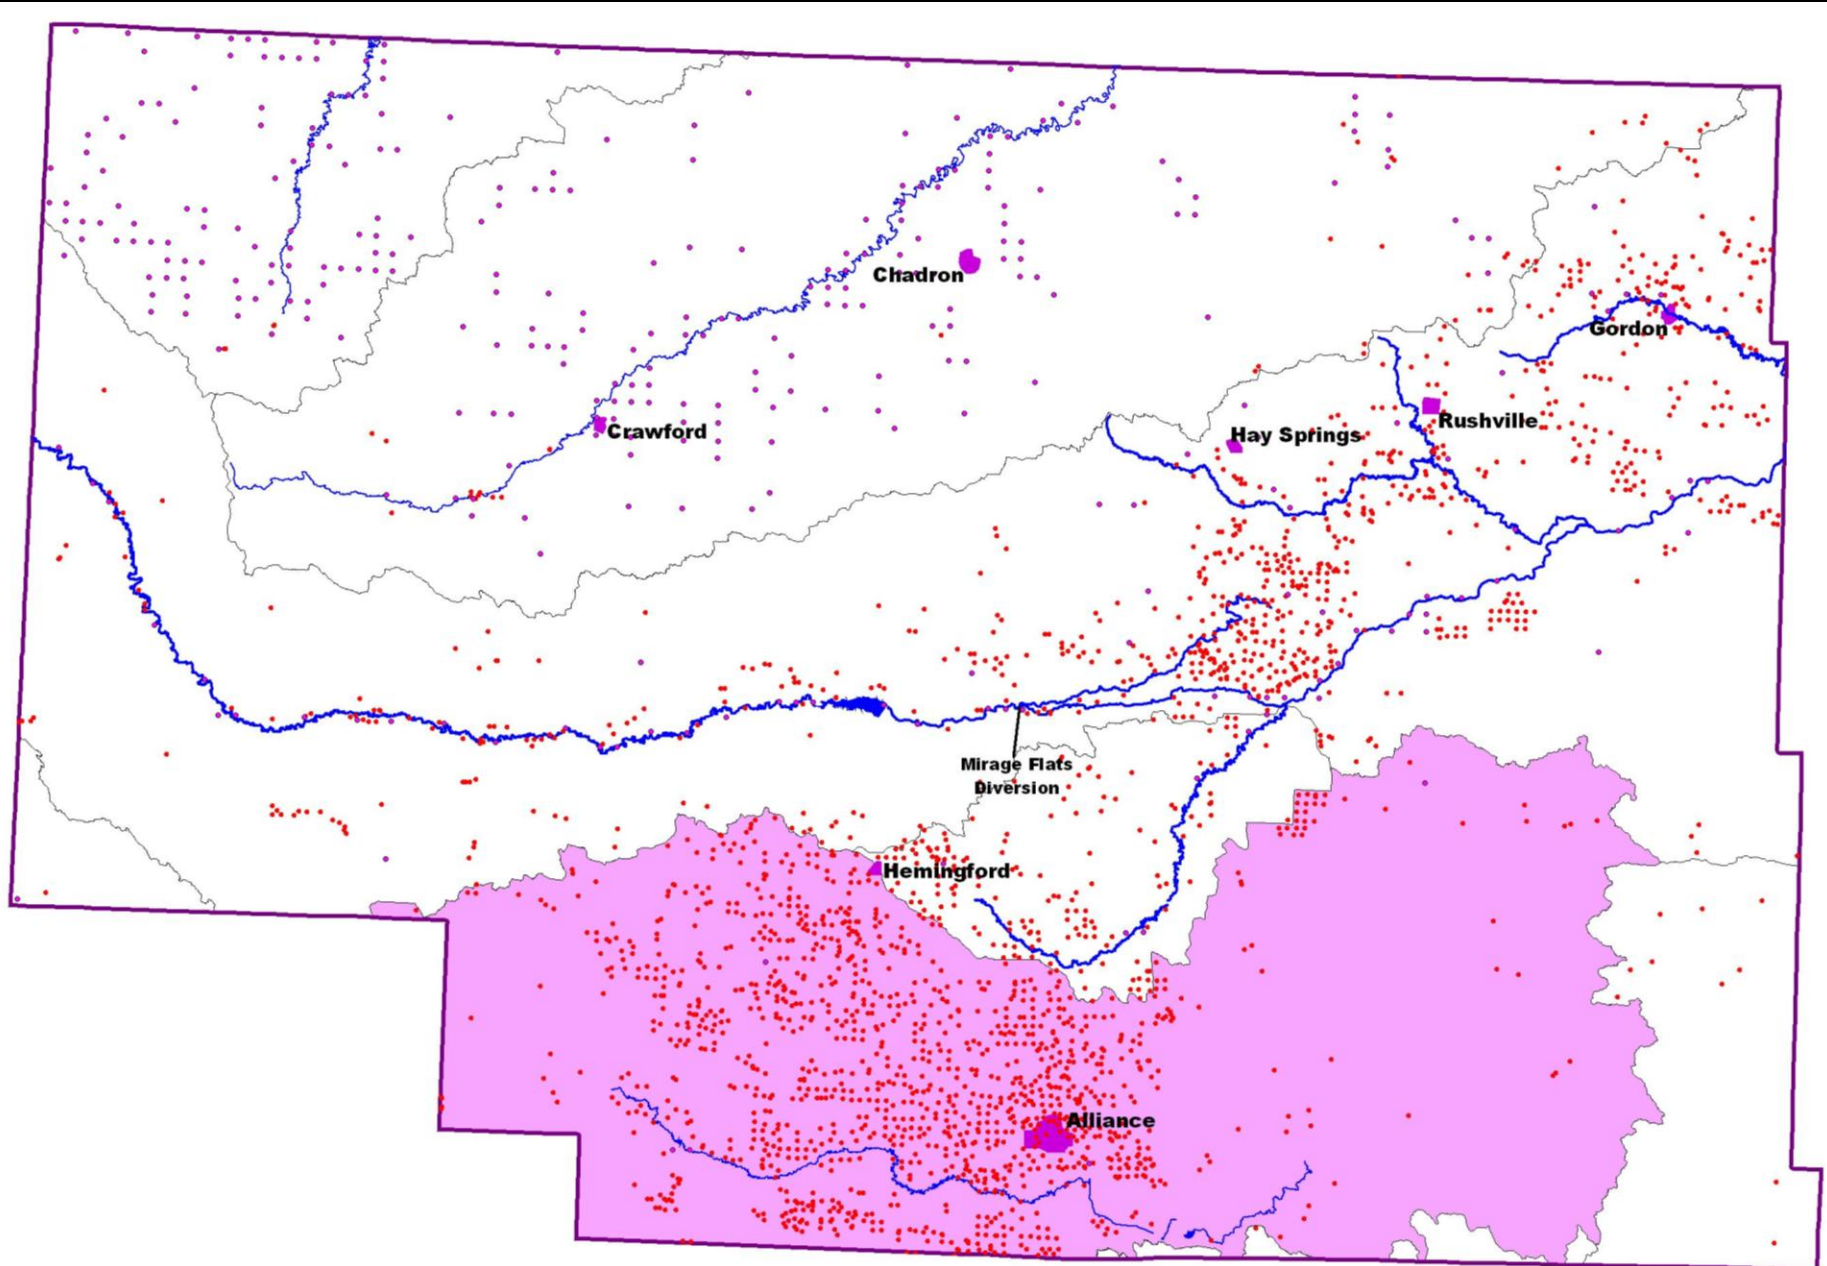 Chadron
Gordon
Crawford
Hay Springs
Rushville
Mirage Flats
Diversion
Hemingford
Alliance